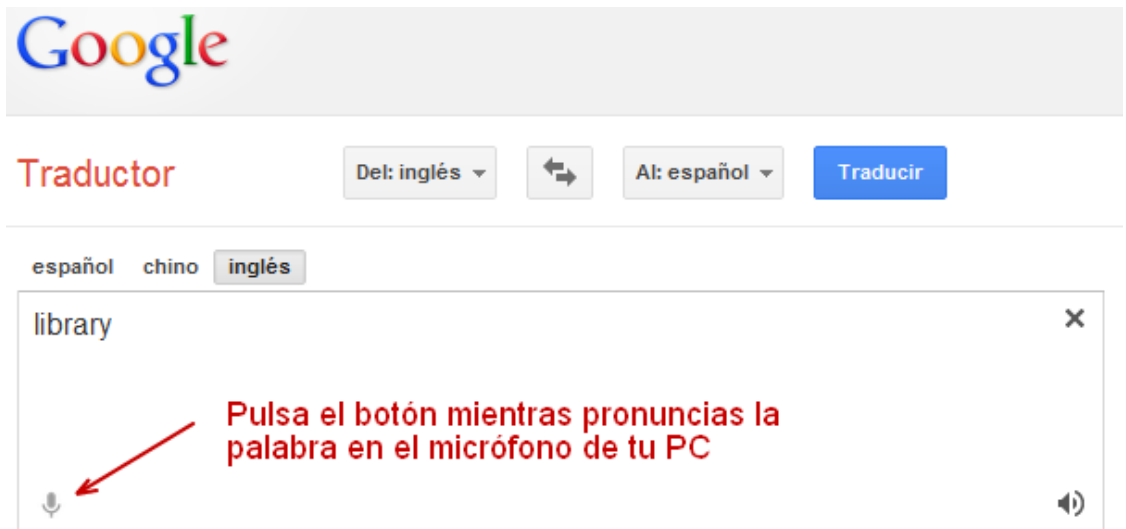 Google
Traductor Del: inglés Al: español Traducir
español chino inglés
library
Pulsa el botón mientras pronuncias la
palabra en el micrófono de tu PC